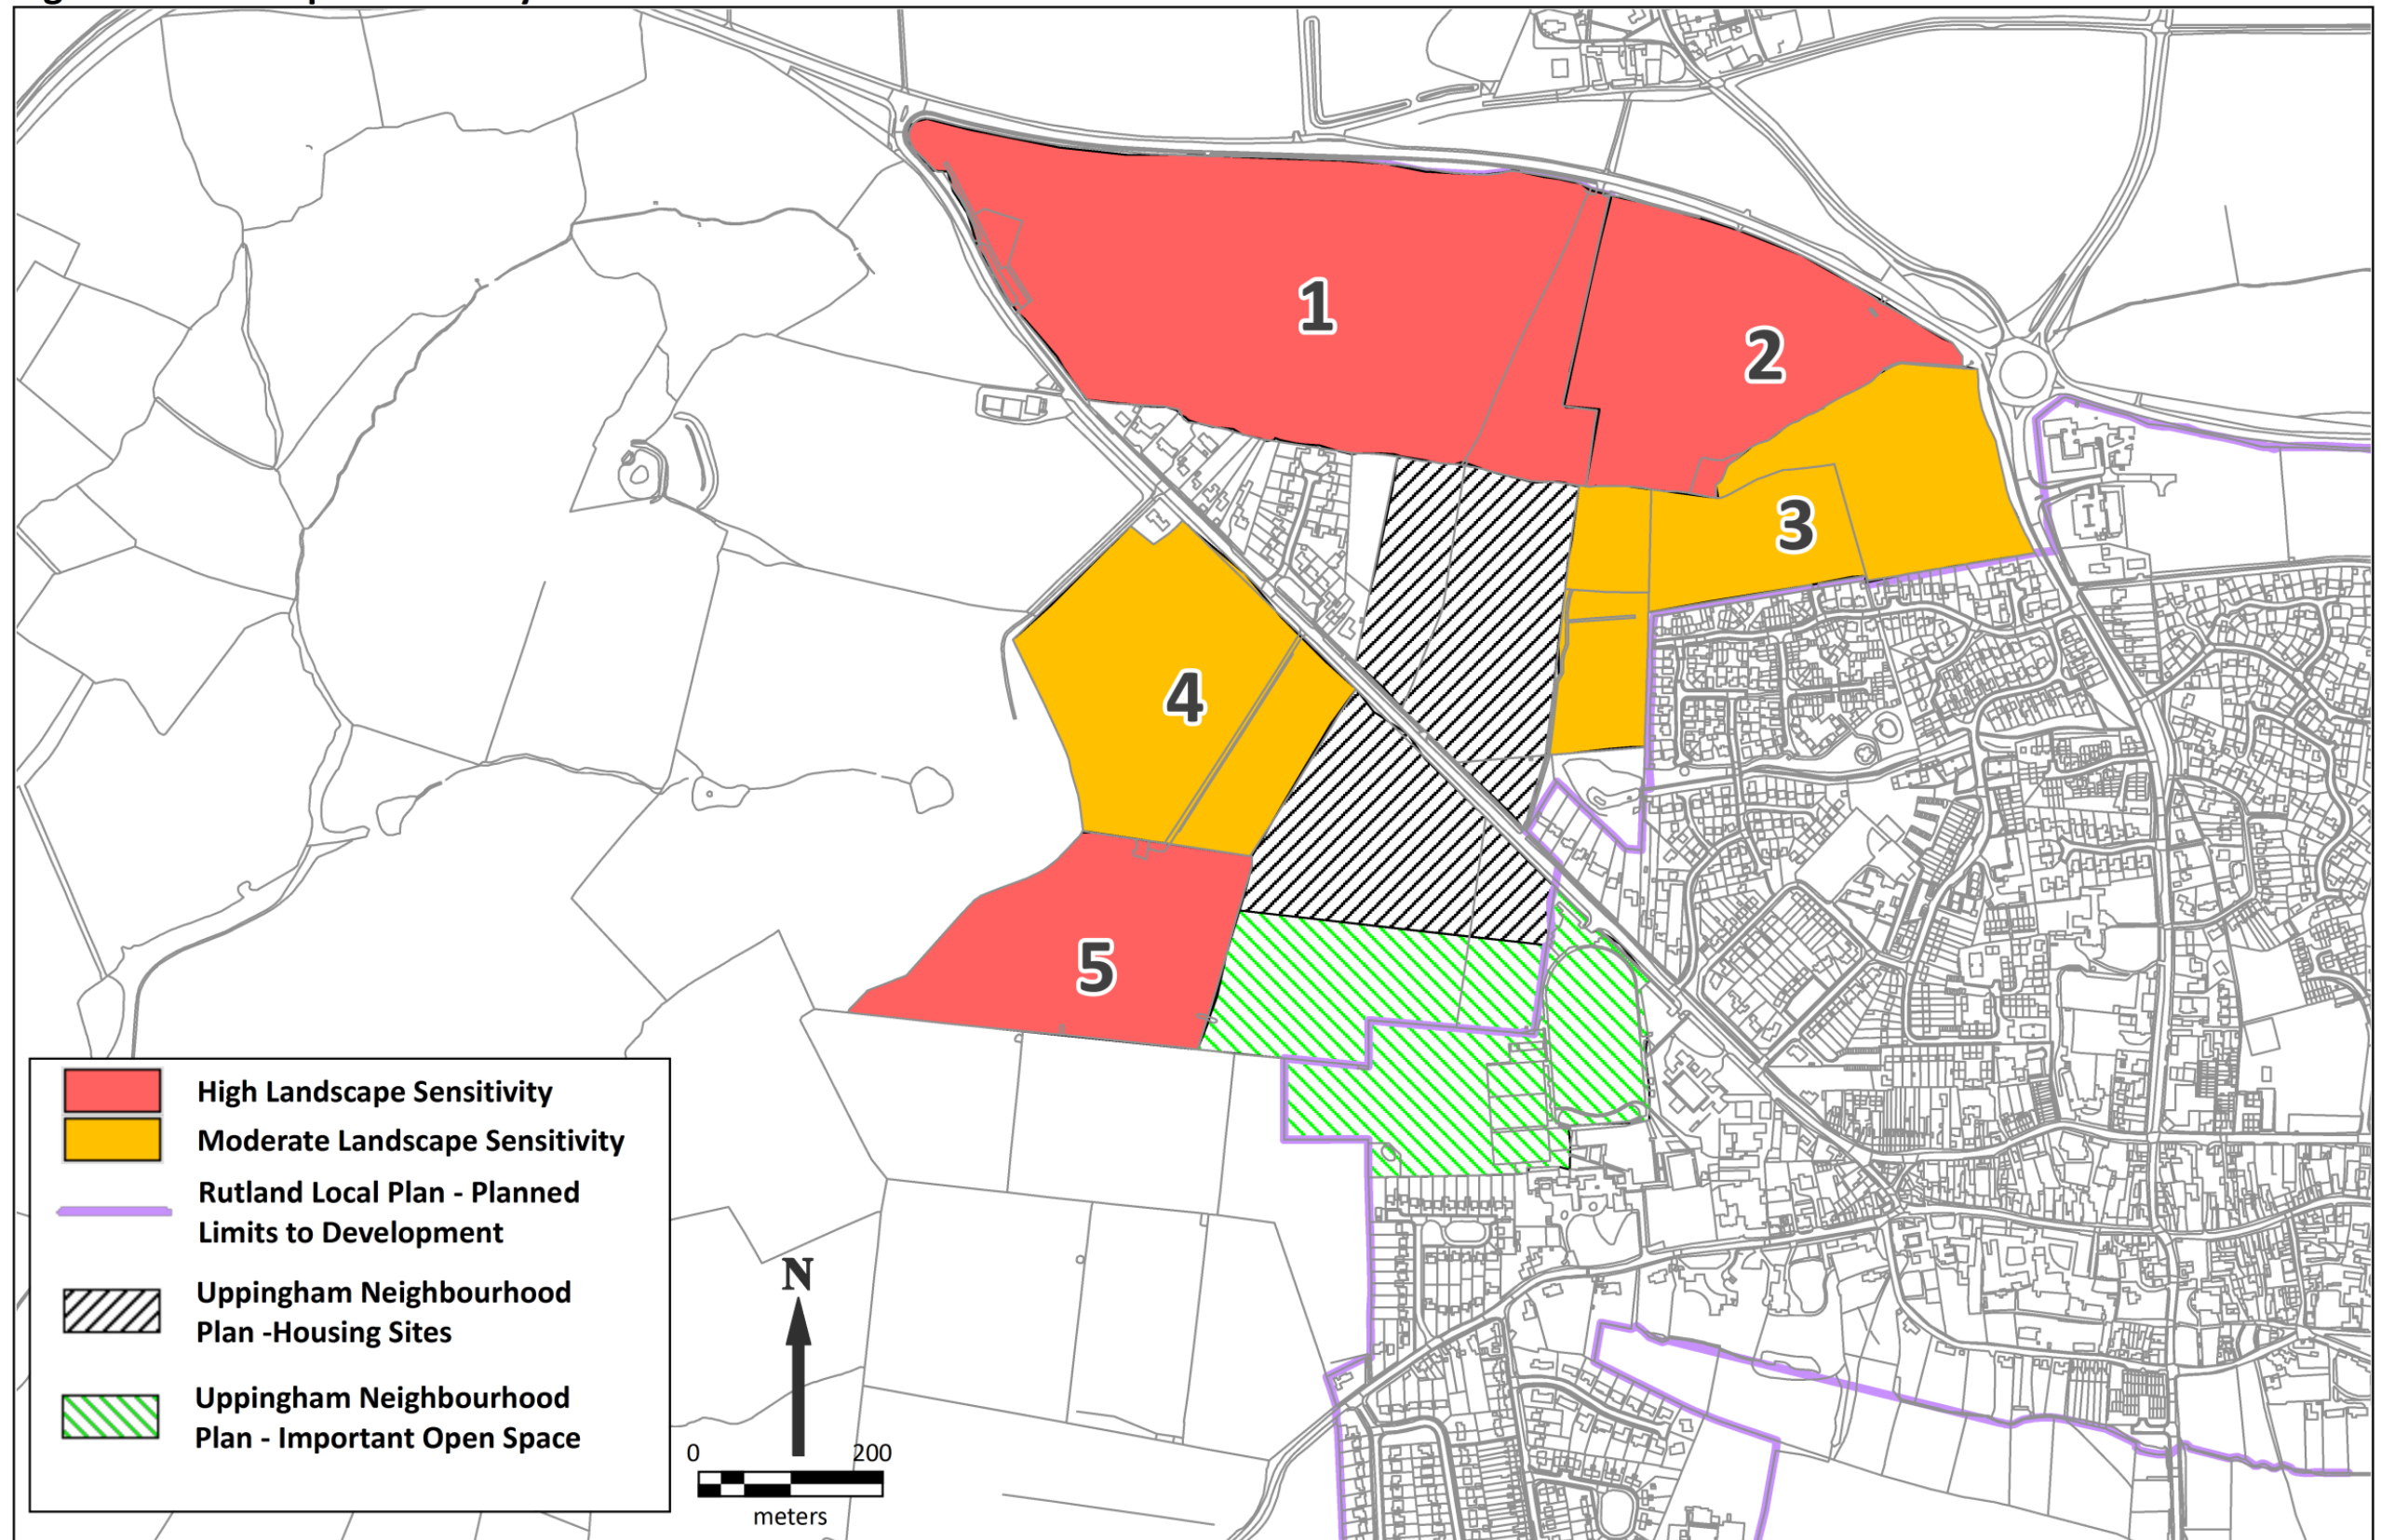 1
2
3
4
5
High Landscape Sensitivity
Moderate Landscape Sensitivity
Rutland Local Plan - Planned
Limits to Development
Uppingham Neighbourhood
Plan -Housing Sites
Uppingham Neighbourhood
Plan - Important Open Space
N
0 200
meters